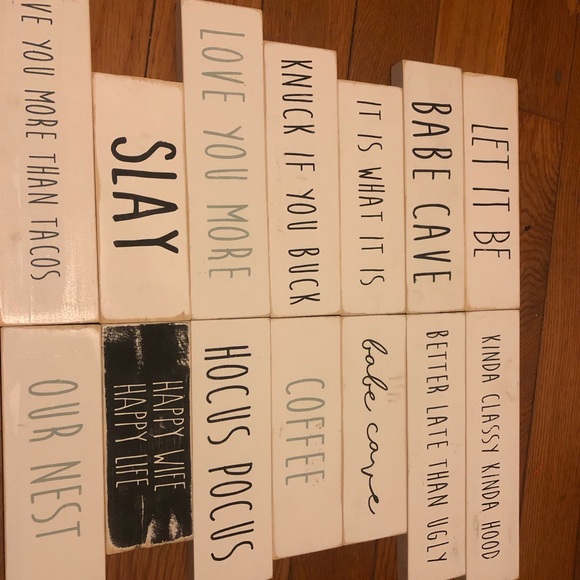 LET IT BE
BABE CAVE
IT IS WHAT IT IS
KNUCK IF YOU BUCK
LOVE YOU MORE
SLAY
VE YOU MORE THAN TACOS
KINDA CLASSY KINDA HOOD
BETTER LATE THAN UGLY
babe cave
COFFEE
HOCUS POCUS
HAPPY WIFE
HAPPY LIFE
OUR NEST